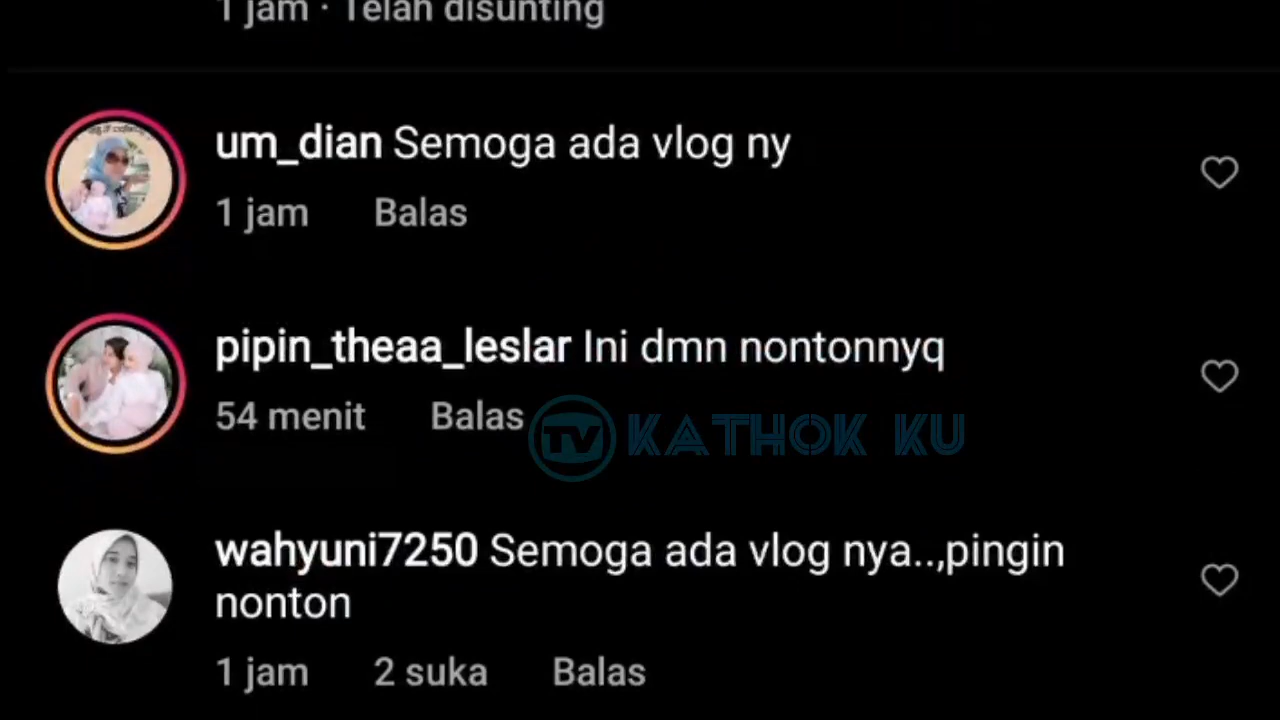 1 jam · Telah disunting
um_dian Semoga ada vlog ny
1 jam Balas
pipin_theaa_leslar Ini dmn nontonnyq
54 menit Balas
TV KATHOK KU
wahyuni7250 Semoga ada vlog nya..,pingin
nonton
1 jam 2 suka Balas